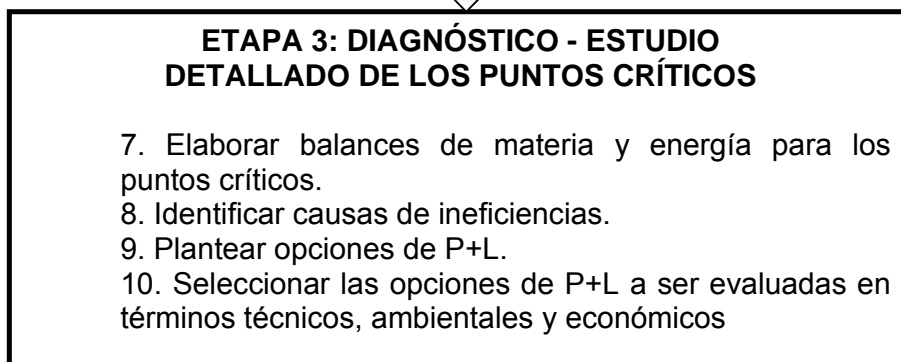 ETAPA 3: DIAGNÓSTICO - ESTUDIO
DETALLADO DE LOS PUNTOS CRÍTICOS
7. Elaborar balances de materia y energía para los
puntos críticos.
8. Identificar causas de ineficiencias.
9. Plantear opciones de P+L.
10. Seleccionar las opciones de P+L a ser evaluadas en
términos técnicos, ambientales y económicos